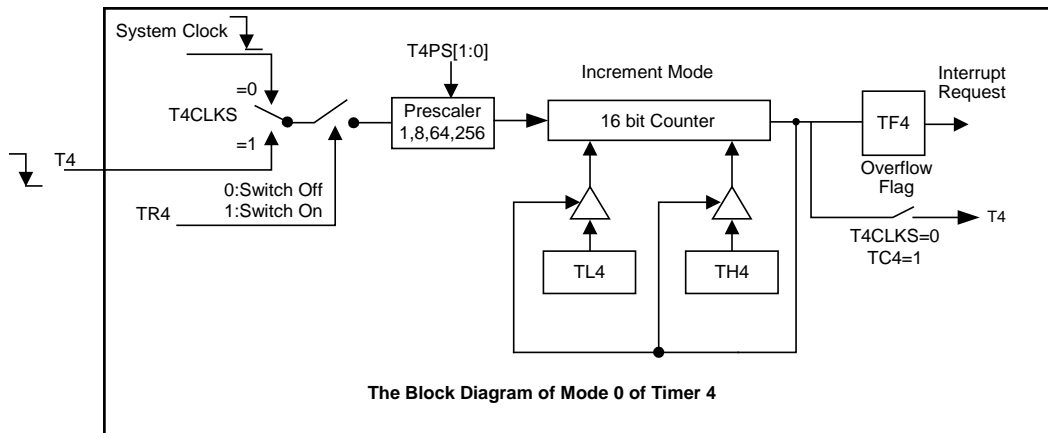 System Clock
T4PS[1:0]
Increment Mode
Interrupt
Request
=0
T4CLKS
Prescaler
1,8,64,256
16 bit Counter
TF4
=1
T4
Overflow
Flag
0:Switch Off
1:Switch On
TR4
T4
T4CLKS=0
TC4=1
TL4
TH4
The Block Diagram of Mode 0 of Timer 4